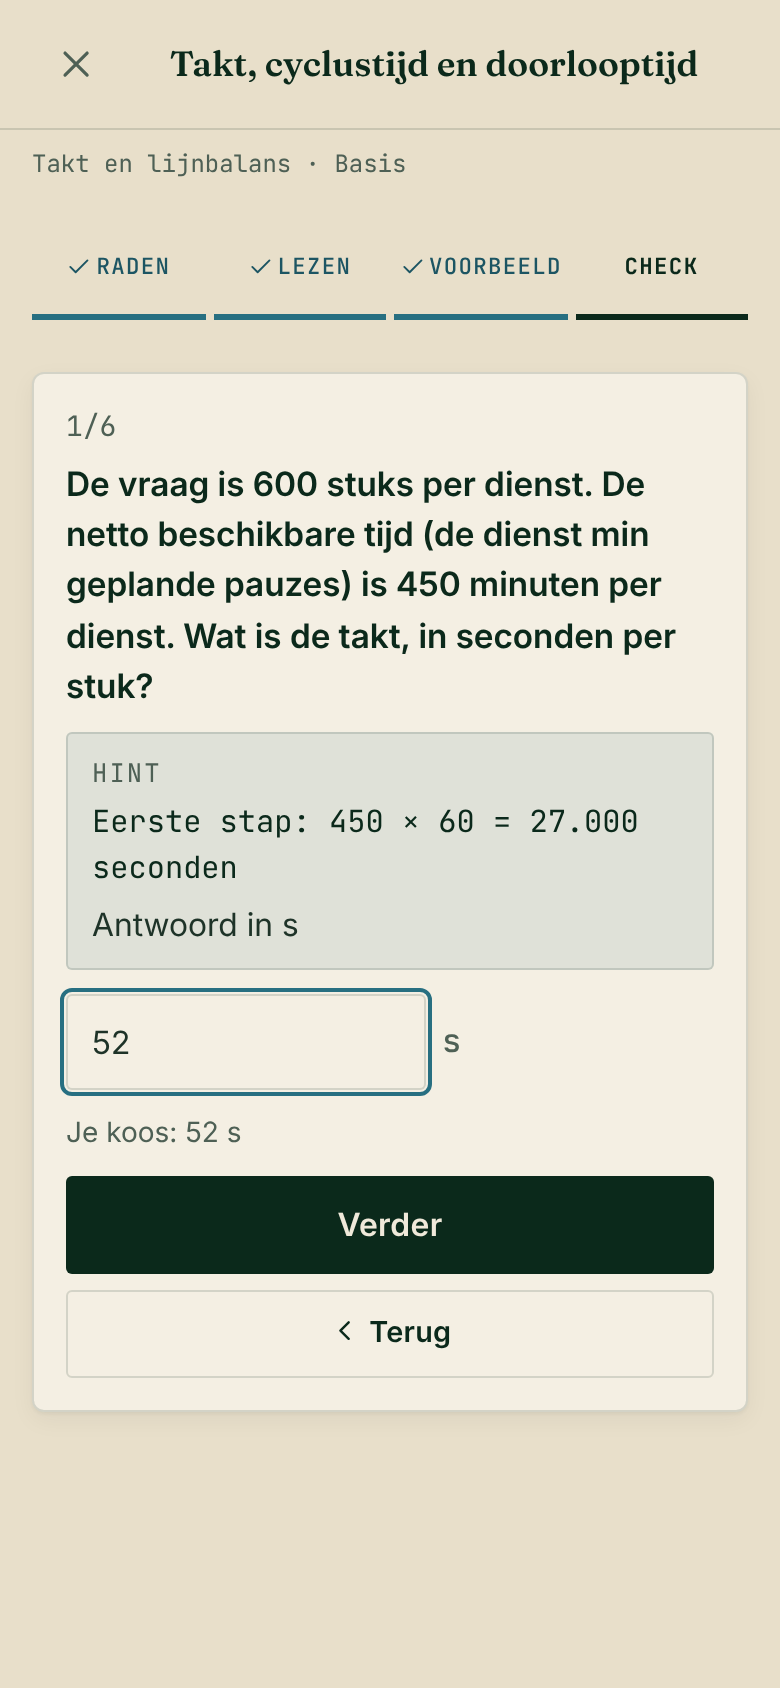 Takt, cyclustijd en doorlooptijd
Takt en lijnbalans · Basis
RADEN
LEZEN
VOORBEELD
CHECK
1/6
De vraag is 600 stuks per dienst. De
netto beschikbare tijd (de dienst min
geplande pauzes) is 450 minuten per
dienst. Wat is de takt, in seconden per
stuk?
HINT
Eerste stap: 450 × 60 = 27.000
seconden
Antwoord in s
52
s
Je koos: 52 s
Verder
Terug